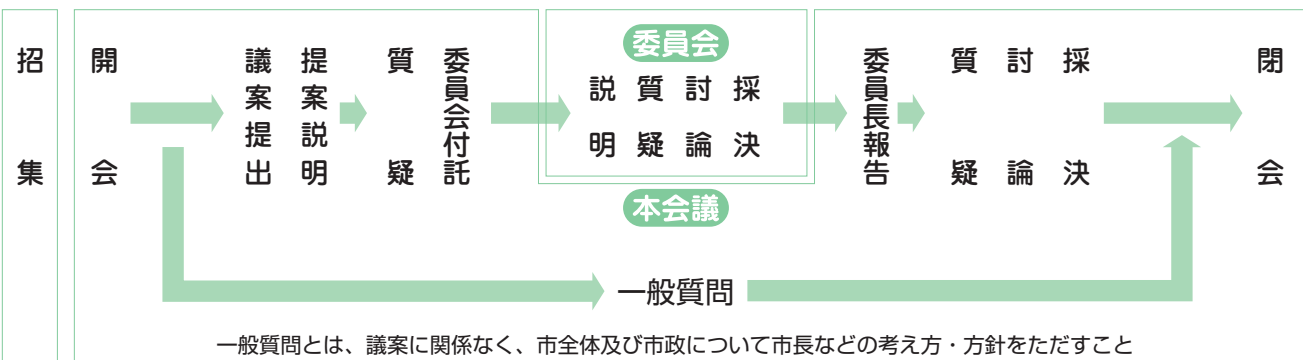 招集
開会
議案提出
提案説明
質疑
委員会付託
委員会
説明
質疑
討論
採決
委員長報告
質疑
討論
採決
閉会
本会議
一般質問
一般質問とは、議案に関係なく、市全体及び市政について市長などの考え方・方針をただすこと